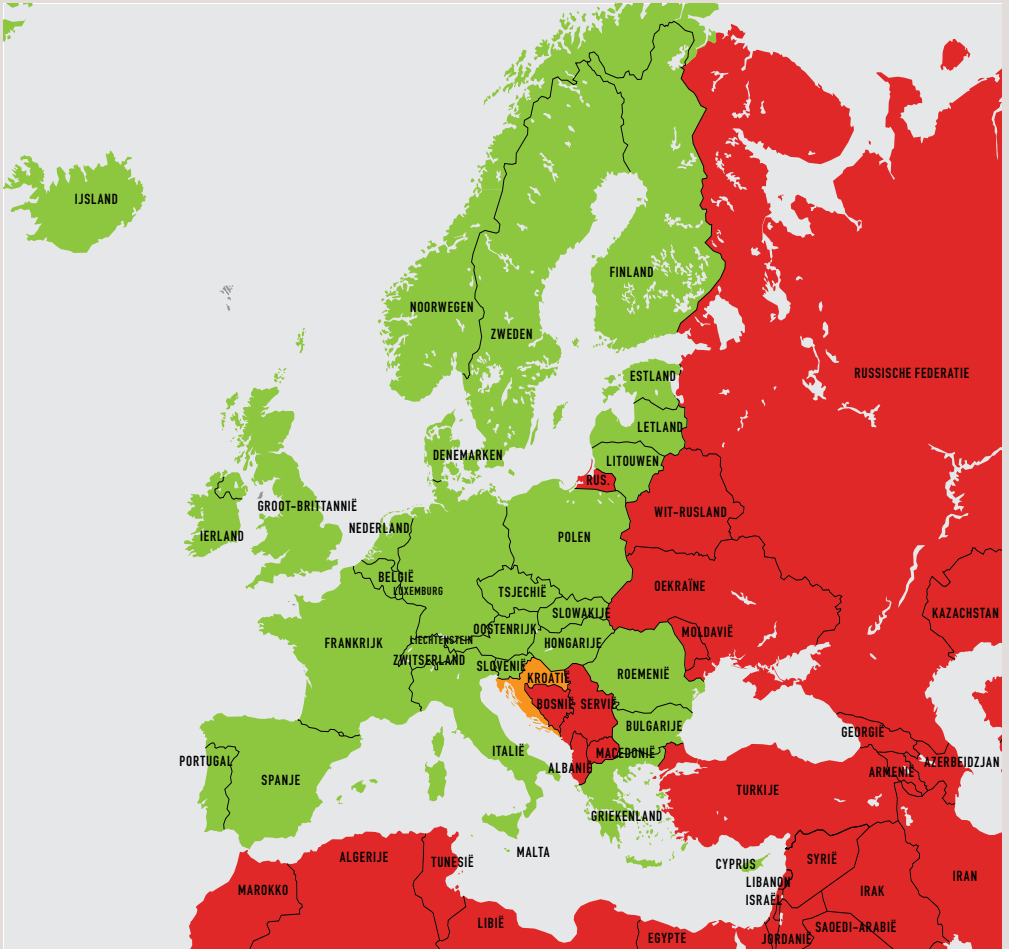 IJSLAND
FINLAND
NOORWEGEN
ZWEDEN
RUSSISCHE FEDERATIE
ESTLAND
LETLAND
DENEMARKEN
LITOUWEN
RUS.
GROOT-BRITTANNIË
WIT-RUSLAND
NEDERLAND
IERLAND
POLEN
BELGIË
LUXEMBURG
TSJECHIË
OEKRAÏNE
SLOWAKIJE
KAZACHSTAN
OOSTENRIJK
MOLDAVIË
FRANKRIJK
LIECHTENSTEIN
HONGARIJE
ZWITSERLAND
SLOVENIË
ROEMENIË
KROATIË
BOSNIË
SERVIË
BULGARIJE
GEORGIË
ITALIË
MACEDONIË
PORTUGAL
ALBANIË
AZERBEIDZJAN
ARMENIË
SPANJE
TURKIJE
GRIEKENLAND
MALTA
ALGERIJE
TUNESIË
CYPRUS
SYRIË
IRAN
LIBANON
MAROKKO
IRAK
ISRAËL
LIBIË
SAOEDI-ARABIË
EGYPTE
JORDANIË